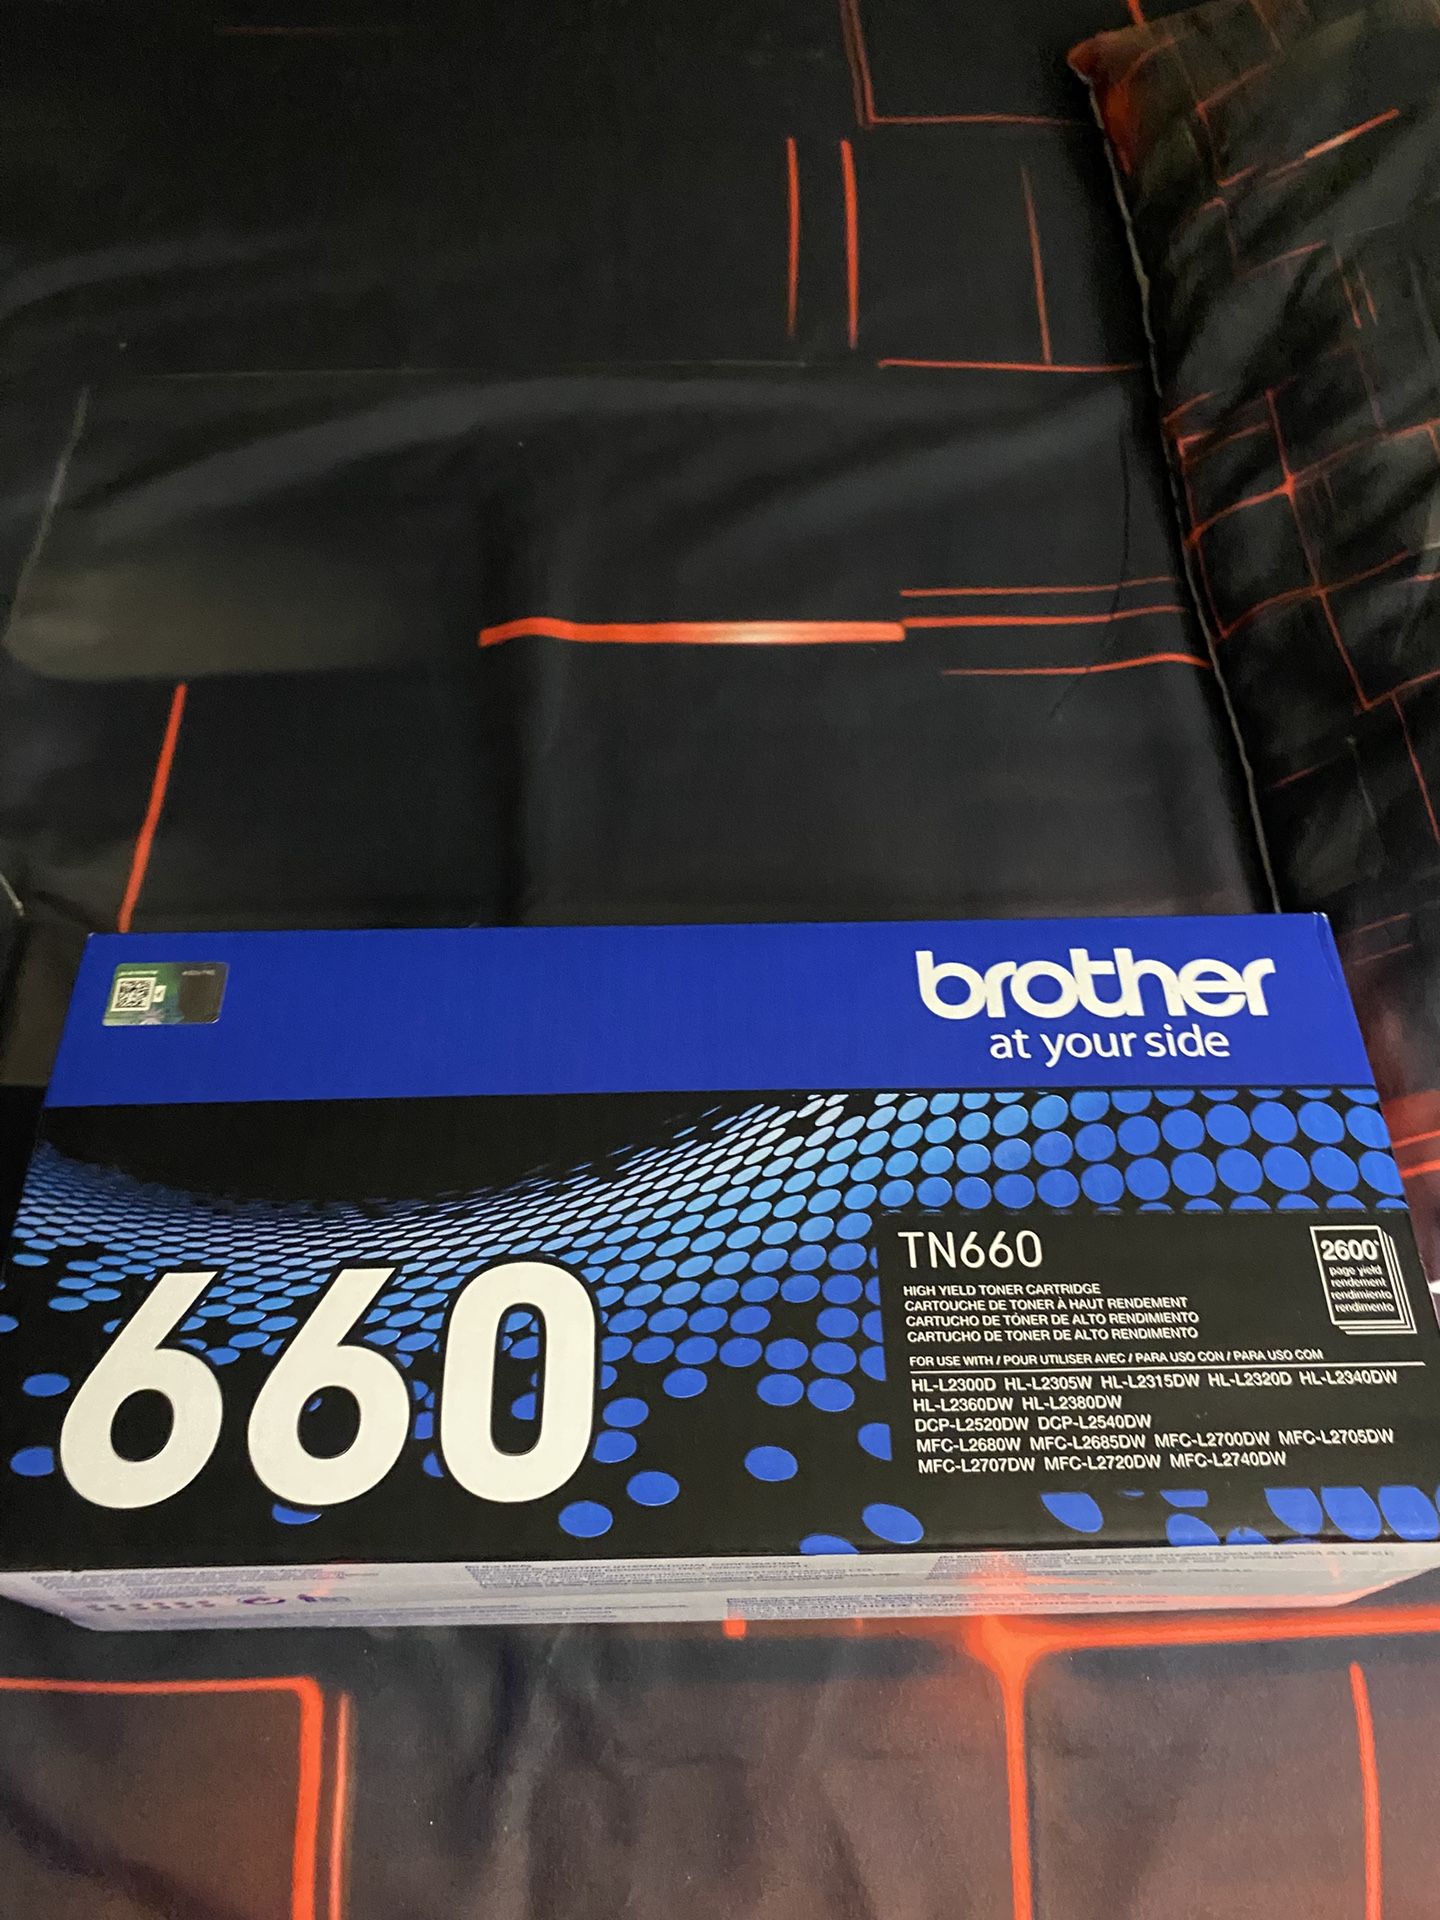 brother
at your side
660
TN660
HIGH YIELD TONER CARTRIDGE
CARTOUCHE DE TONER À HAUT RENDEMENT
CARTUCHO DE TÓNER DE ALTO RENDIMIENTO
CARTUCHO DE TONER DE ALTO RENDIMENTO
2600*
page yield
rendement
rendimiento
rendimento
FOR USE WITH / POUR UTILISER AVEC / PARA USO CON / PARA USO COM
HL-L2300D HL-L2305W HL-L2315DW HL-L2320D HL-L2340DW
HL-L2360DW HL-L2380DW
DCP-L2520DW DCP-L2540DW
MFC-L2680W MFC-L2685DW MFC-L2700DW MFC-L2705DW
MFC-L2707DW MFC-L2720DW MFC-L2740DW